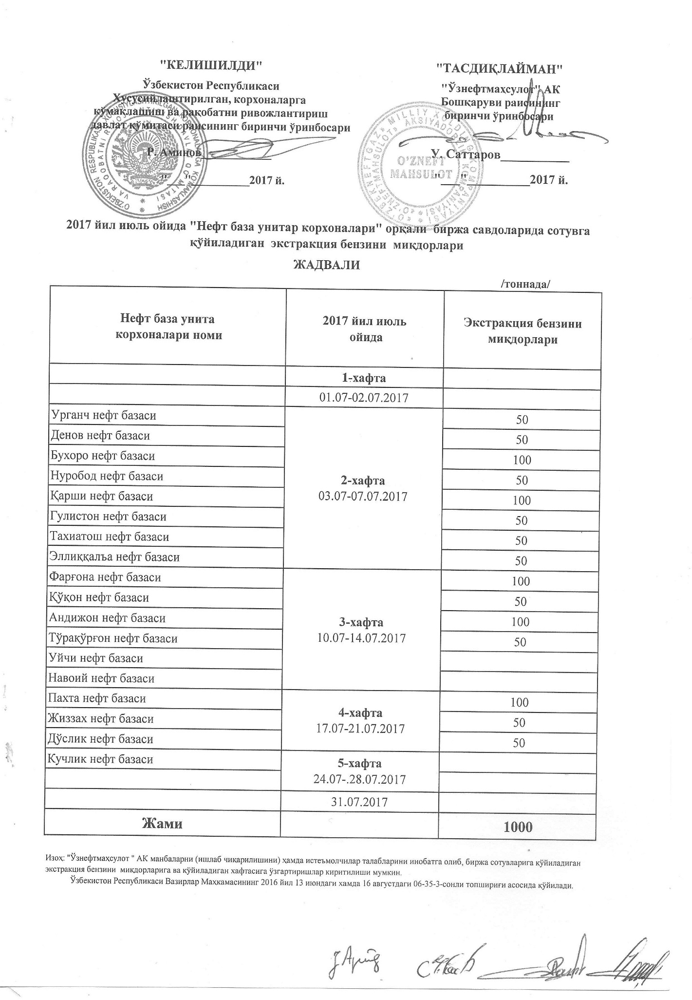 "КЕЛИШИЛДИ"
Ўзбекистон Республикаси
Хусусийлаштирилган, корхоналарга
кўмаклашиш ва рақобатни ривожлантириш
давлат қўмитаси раисининг биринчи ўринбосари
Р. Аминов___________
"___"_________2017 й.
"ТАСДИҚЛАЙМАН"
"Ўзнефтмаҳсулот" АК
Бошқаруви раисининг
биринчи ўринбосари
У. Саттаров__________
"___"__________2017 й.
O'ZNEFT
MAHSULOT
2017 йил июль ойида "Нефт база унитар корхоналари" орқали биржа савдоларида сотувга
қўйиладиган экстракция бензини миқдорлари
ЖАДВАЛИ
/тоннада/
Нефт база унита
корхоналари номи
2017 йил июль
ойида
Экстракция бензини
миқдорлари
1-хафта
01.07-02.07.2017
Урганч нефт базаси 50
Денов нефт базаси 50
Бухоро нефт базаси 100
Нуробод нефт базаси 50
2-хафта
03.07-07.07.2017
Қарши нефт базаси 100
Гулистон нефт базаси 50
Тахиатош нефт базаси 50
Эллиққалъа нефт базаси 50
Фарғона нефт базаси 100
Қўқон нефт базаси 50
Андижон нефт базаси 100
3-хафта
10.07-14.07.2017
Тўрақўрғон нефт базаси 50
Уйчи нефт базаси
Навоий нефт базаси
Пахта нефт базаси 100
4-хафта
17.07-21.07.2017
Жиззах нефт базаси 50
Дўслик нефт базаси 50
Кучлик нефт базаси
5-хафта
24.07-.28.07.2017
31.07.2017
Жами 1000
Изоҳ: "Ўзнефтмаҳсулот " АК манбаларни (ишлаб чиқарилишини) ҳамда истеъмолчилар талабларини инобатга олиб, биржа сотувларига қўйиладиган
экстракция бензини миқдорларига ва қўйиладиган хафтасига ўзгартиришлар киритилиши мумкин.
Ўзбекистон Республикаси Вазирлар Маҳкамасининг 2016 йил 13 июндаги хамда 16 августдаги 06-35-3-сонли топшириғи асосида қўйилади.